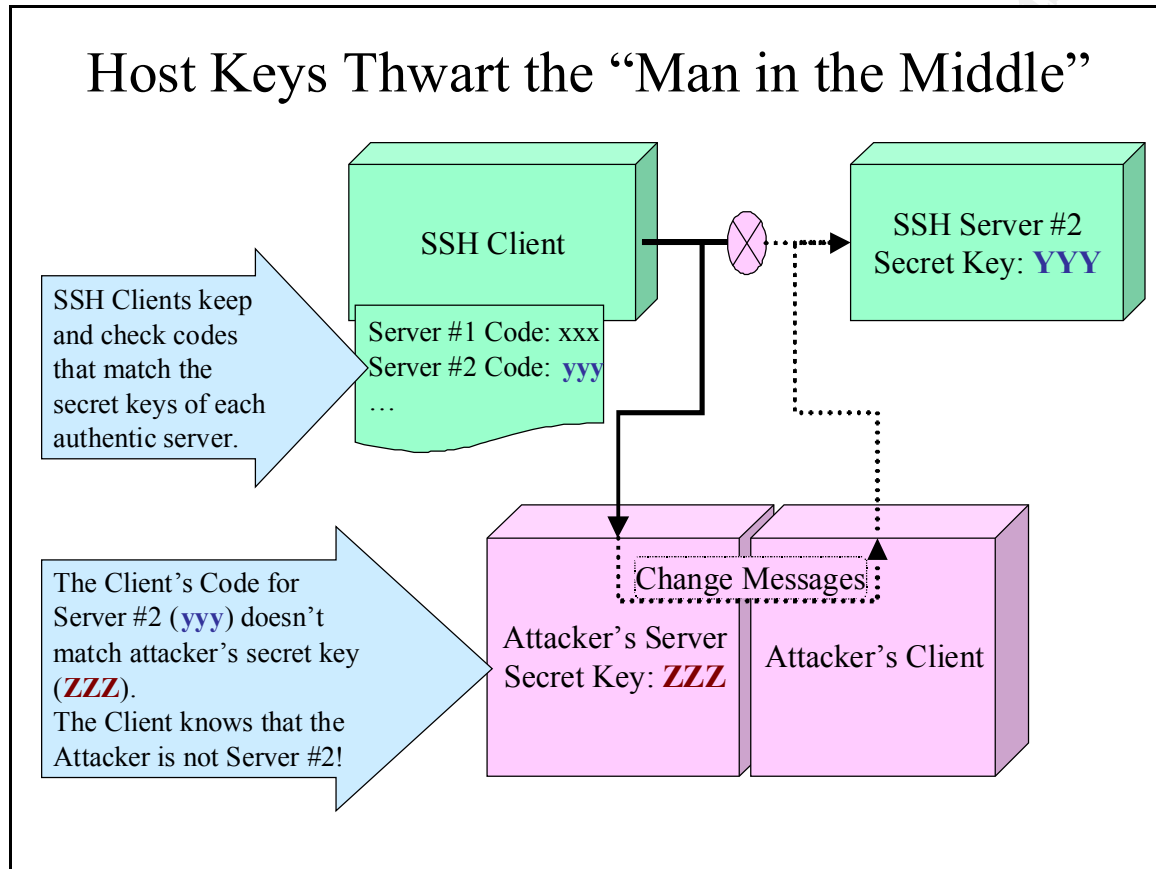 Host Keys Thwart the “Man in the Middle”
SSH Client
SSH Server #2
Secret Key: YYY
SSH Clients keep
and check codes
that match the
secret keys of each
authentic server.
Server #1 Code: xxx
Server #2 Code: yyy
…
The Client’s Code for
Server #2 (yyy) doesn’t
match attacker’s secret key
(ZZZ).
The Client knows that the
Attacker is not Server #2!
Change Messages
Attacker’s Server
Secret Key: ZZZ
Attacker’s Client